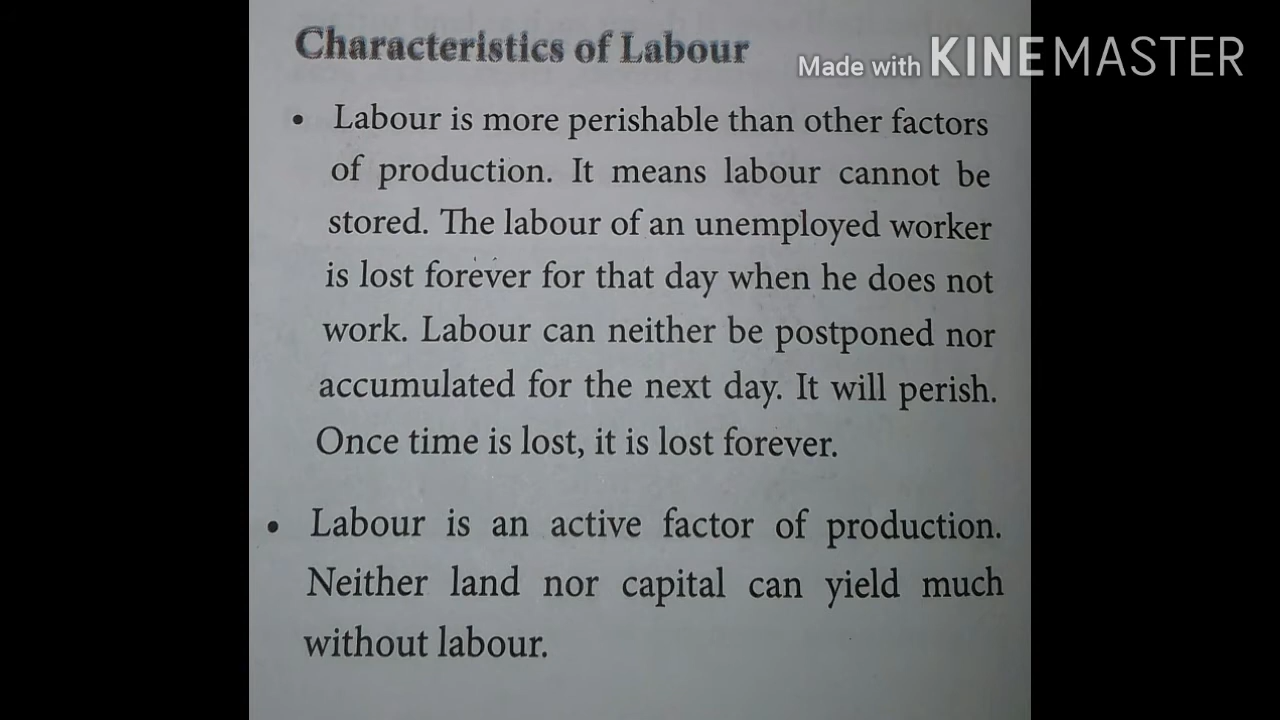 Characteristics of Labour
Made with KINEMASTER
• Labour is more perishable than other factors
of production. It means labour cannot be
stored. The labour of an unemployed worker
is lost forever for that day when he does not
work. Labour can neither be postponed nor
accumulated for the next day. It will perish.
Once time is lost, it is lost forever.
• Labour is an active factor of production.
Neither land nor capital can yield much
without labour.